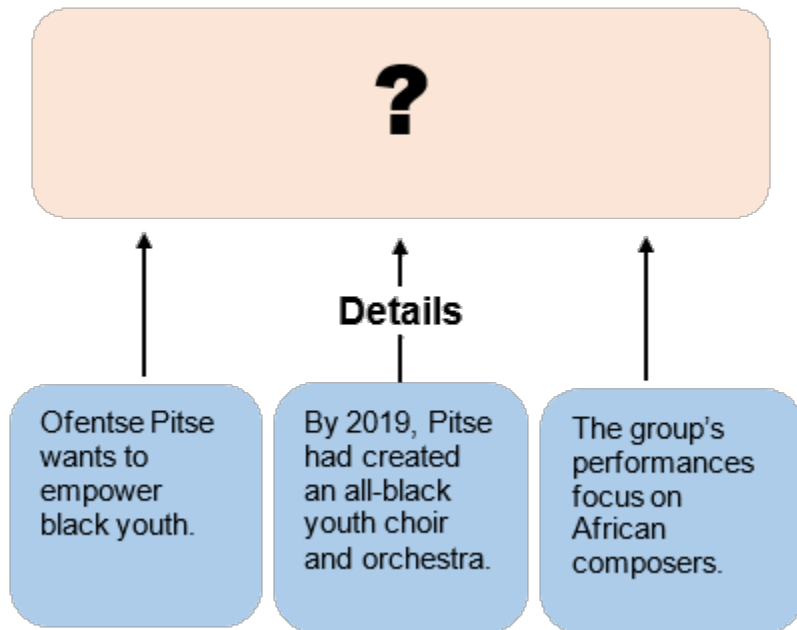 ?
Details
Ofentse Pitse
wants to
empower
black youth.
By 2019, Pitse
had created
an all-black
youth choir
and orchestra.
The group's
performances
focus on
African
composers.